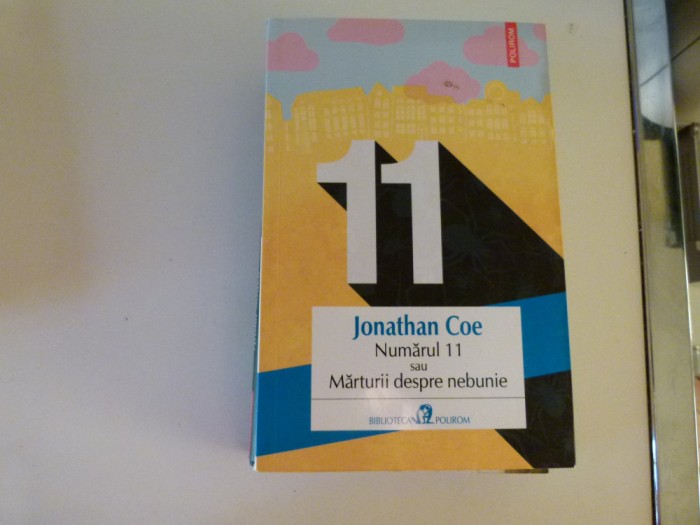 POLIROM
11
Jonathan Coe
Numărul 11
sau
Mărturii despre nebunie
BIBLIOTECA POLIROM